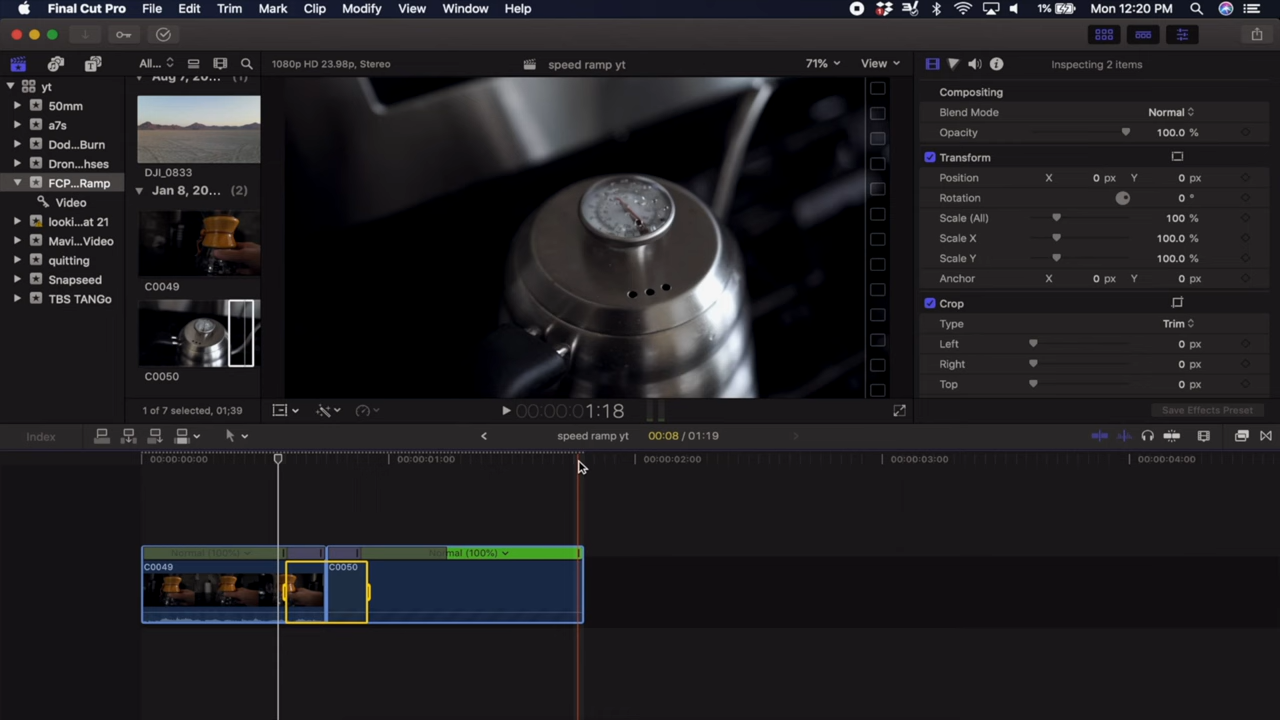 Final Cut Pro File Edit Trim Mark Clip Modify View Window Help
1% Mon 12:20 PM
All... 1080p HD 23.98p, Stereo speed ramp yt 71% View Inspecting 2 items
yt
50mm
a7s
Dod...Burn
Dron...hses
FCP...Ramp
Video
looki...at 21
Mavi...Video
quitting
Snapseed
TBS TANGo
Aug 7, 20... (1)
DJI_0833
Jan 8, 20... (2)
C0049
C0050
1 of 7 selected, 01;39
00:00:00 1:18
Compositing
Blend Mode Normal
Opacity 100.0 %
Transform
Position X 0 px Y 0 px
Rotation 0 °
Scale (All) 100 %
Scale X 100.0 %
Scale Y 100.0 %
Anchor X 0 px Y 0 px
Crop
Type Trim
Left 0 px
Right 0 px
Top 0 px
Save Effects Preset
Index speed ramp yt 00:08 / 01:19
00:00:00:00 00:00:01:00 00:00:02:00 00:00:03:00 00:00:04:00
Normal (100%) Normal (100%)
C0049 C0050